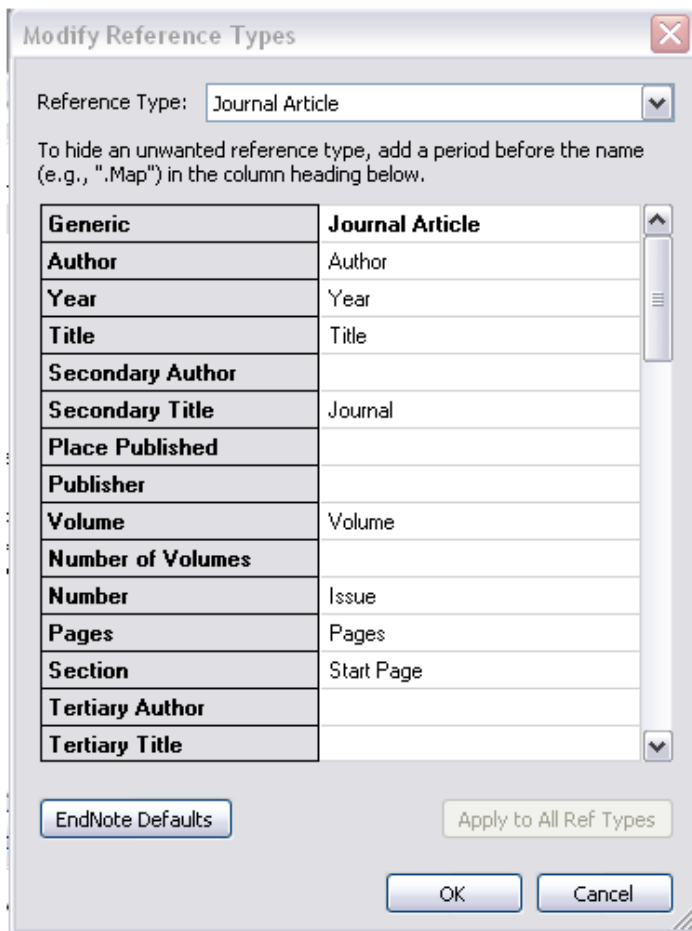 Modify Reference Types
Reference Type: Journal Article
To hide an unwanted reference type, add a period before the name
(e.g., ".Map") in the column heading below.
Generic Journal Article
Author Author
Year Year
Title Title
Secondary Author
Secondary Title Journal
Place Published
Publisher
Volume Volume
Number of Volumes
Number Issue
Pages Pages
Section Start Page
Tertiary Author
Tertiary Title
EndNote Defaults Apply to All Ref Types
OK Cancel